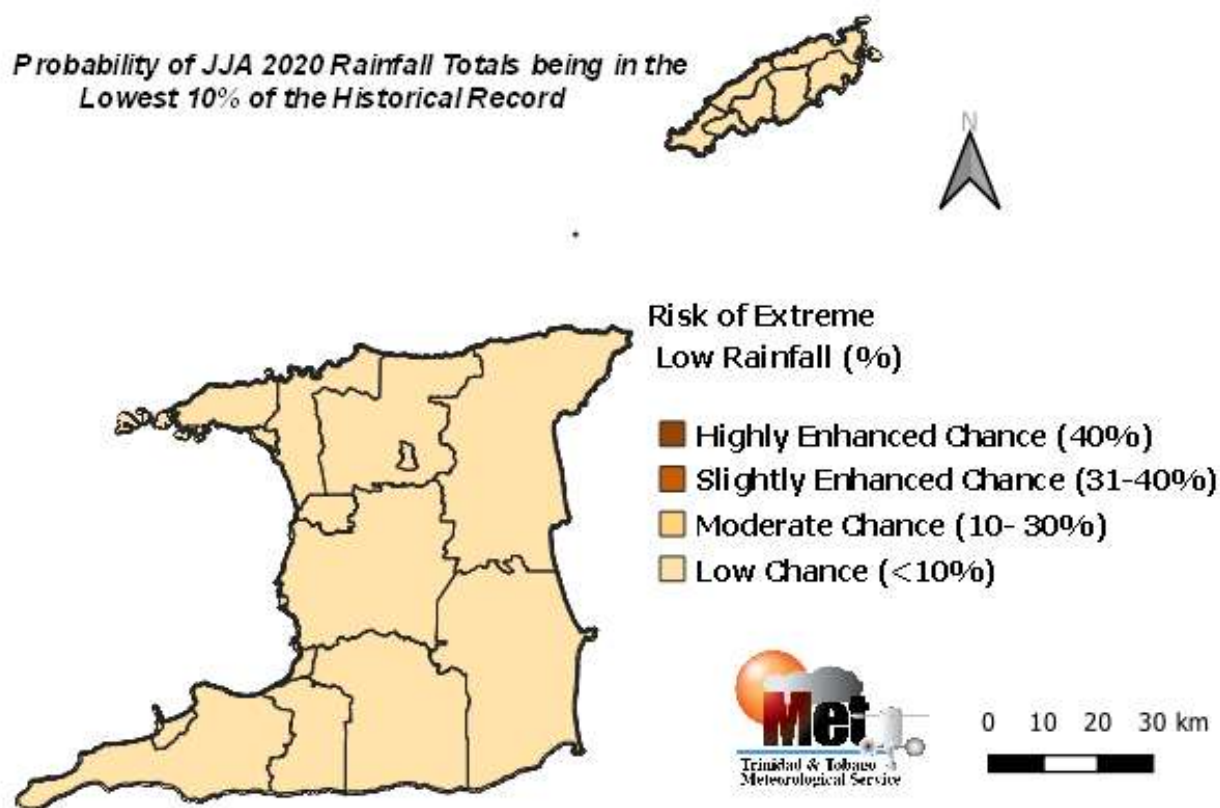 Probability of JJA 2020 Rainfall Totals being in the
Lowest 10% of the Historical Record
N
Risk of Extreme
Low Rainfall (%)
Highly Enhanced Chance (40%)
Slightly Enhanced Chance (31-40%)
Moderate Chance (10- 30%)
Low Chance (<10%)
Met
Trinidad & Tobago
Meteorological Service
0 10 20 30 km